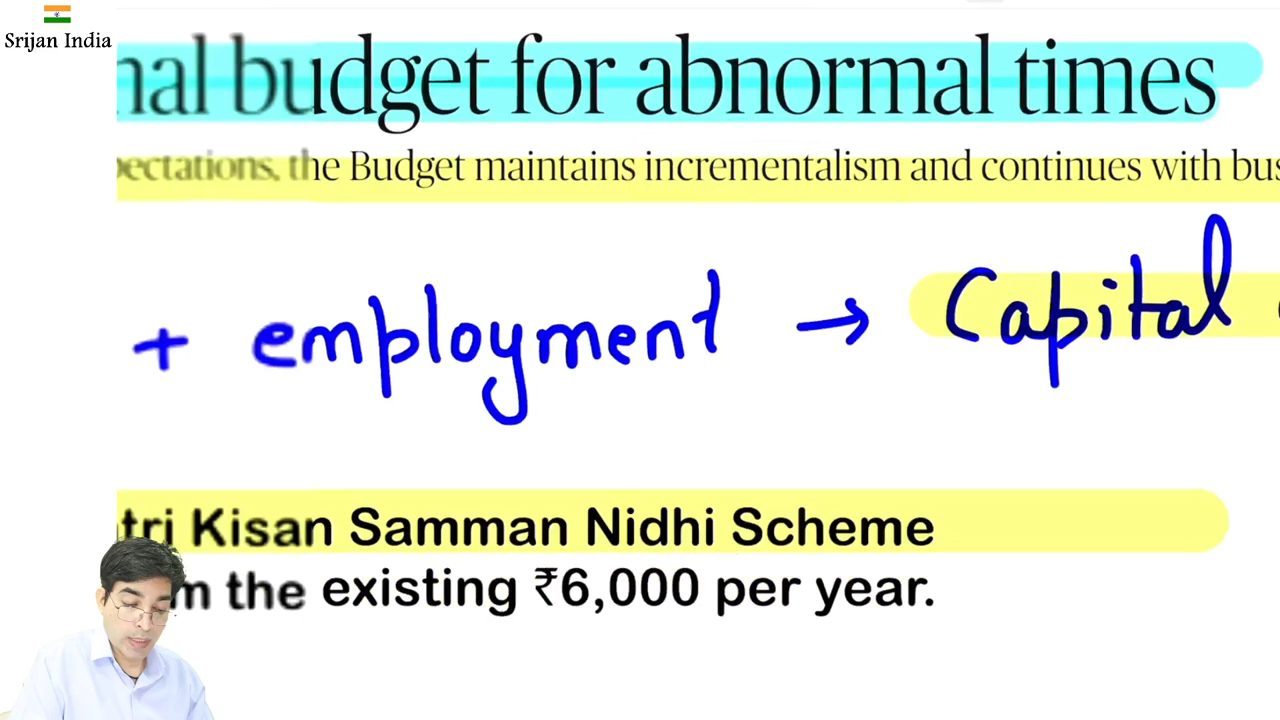 Srijan India
nal budget for abnormal times
pectations, the Budget maintains incrementalism and continues with bus
+ employment → Capital
tri Kisan Samman Nidhi Scheme
m the existing ₹6,000 per year.